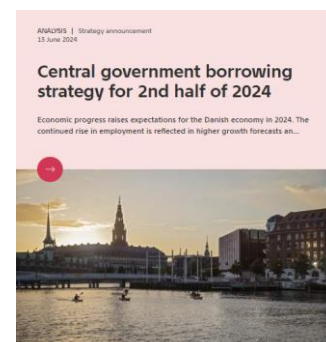 ANALYSIS | Strategy announcement
13 June 2024
Central government borrowing
strategy for 2nd half of 2024
Economic progress raises expectations for the Danish economy in 2024. The
continued rise in employment is reflected in higher growth forecasts an...